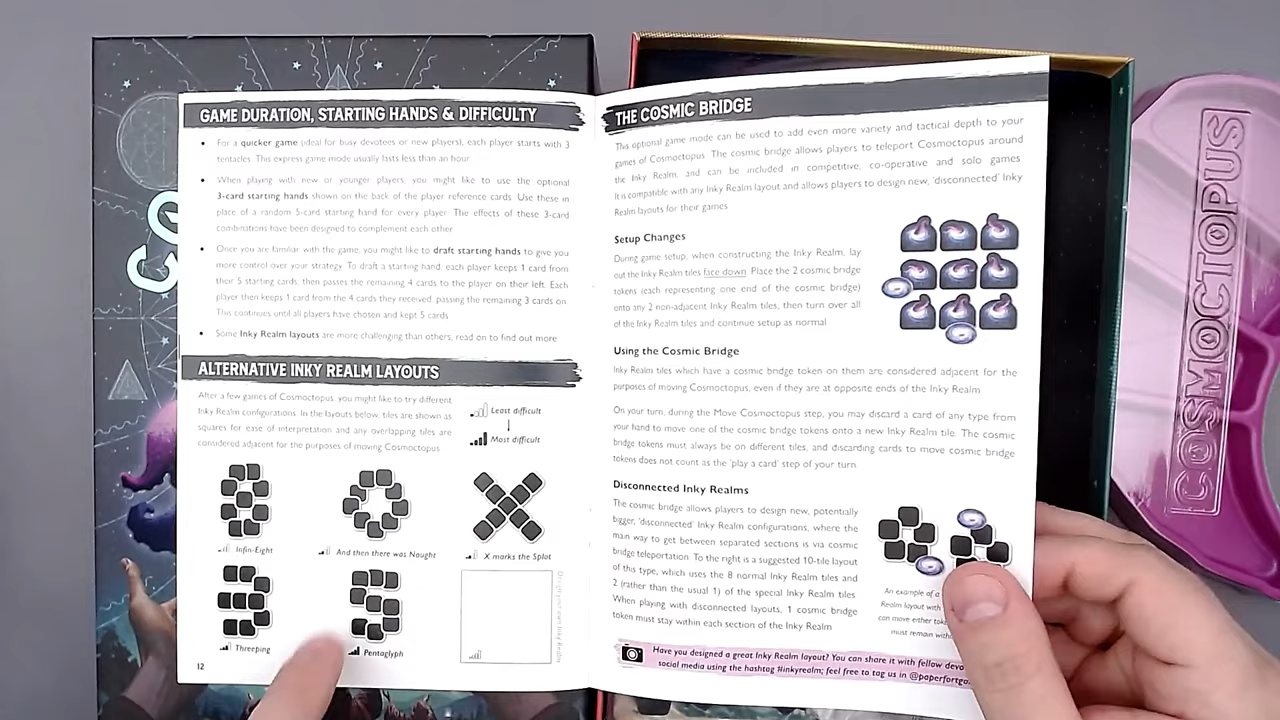 GAME DURATION, STARTING HANDS & DIFFICULTY
• For a quicker game (ideal for busy devotees or new players), each player starts with 3
tentacles. This express game mode usually lasts less than an hour
• When playing with new or younger players, you might like to use the optional
3-card starting hands shown on the back of the player reference cards. Use these in
place of a random 5-card starting hand for every player. The effects of these 3-card
combinations have been designed to complement each other
• Once you are familiar with the game, you might like to draft starting hands to give you
more control over your strategy. To draft a starting hand, each player keeps 1 card from
their 5 starting cards, then passes the remaining 4 cards to the player on their left. Each
player then keeps 1 card from the 4 cards they received, passing the remaining 3 cards on
This continues until all players have chosen and kept 5 cards
• Some Inky Realm layouts are more challenging than others, read on to find out more
ALTERNATIVE INKY REALM LAYOUTS
After a few games of Cosmoctopus, you might like to try different
Inky Realm configurations. In the layouts below, tiles are shown as
squares for ease of interpretation and any overlapping tiles are
considered adjacent for the purposes of moving Cosmoctopus
Least difficult
Most difficult
Infin-Eight
And then there was Naught
X marks the Splot
Threeping
Pentaglyph
Design your own Inky Realm
12
THE COSMIC BRIDGE
This optional game mode can be used to add even more variety and tactical depth to your
games of Cosmoctopus. The cosmic bridge allows players to teleport Cosmoctopus around
the Inky Realm, and can be included in competitive, co-operative and solo games
It is compatible with any Inky Realm layout and allows players to design new, 'disconnected' Inky
Realm layouts for their games
Setup Changes
During game setup, when constructing the Inky Realm, lay
out the Inky Realm tiles face down. Place the 2 cosmic bridge
tokens (each representing one end of the cosmic bridge)
onto any 2 non-adjacent Inky Realm tiles, then turn over all
of the Inky Realm tiles and continue setup as normal
Using the Cosmic Bridge
Inky Realm tiles which have a cosmic bridge token on them are considered adjacent for the
purposes of moving Cosmoctopus, even if they are at opposite ends of the Inky Realm
On your turn, during the Move Cosmoctopus step, you may discard a card of any type from
your hand to move one of the cosmic bridge tokens onto a new Inky Realm tile. The cosmic
bridge tokens must always be on different tiles, and discarding cards to move cosmic bridge
tokens does not count as the 'play a card' step of your turn.
Disconnected Inky Realms
The cosmic bridge allows players to design new, potentially
bigger, 'disconnected' Inky Realm configurations, where the
main way to get between separated sections is via cosmic
bridge teleportation. To the right is a suggested 10-tile layout
of this type, which uses the 8 normal Inky Realm tiles and
2 (rather than the usual 1) of the special Inky Realm tiles
When playing with disconnected layouts, 1 cosmic bridge
token must stay within each section of the Inky Realm
An example of a
Realm layout with
can move either
must remain
Have you designed a great Inky Realm layout? You can share it with fellow
social media using the hashtag #inkyrealm; feel free to tag us in
COSMOCTOPUS